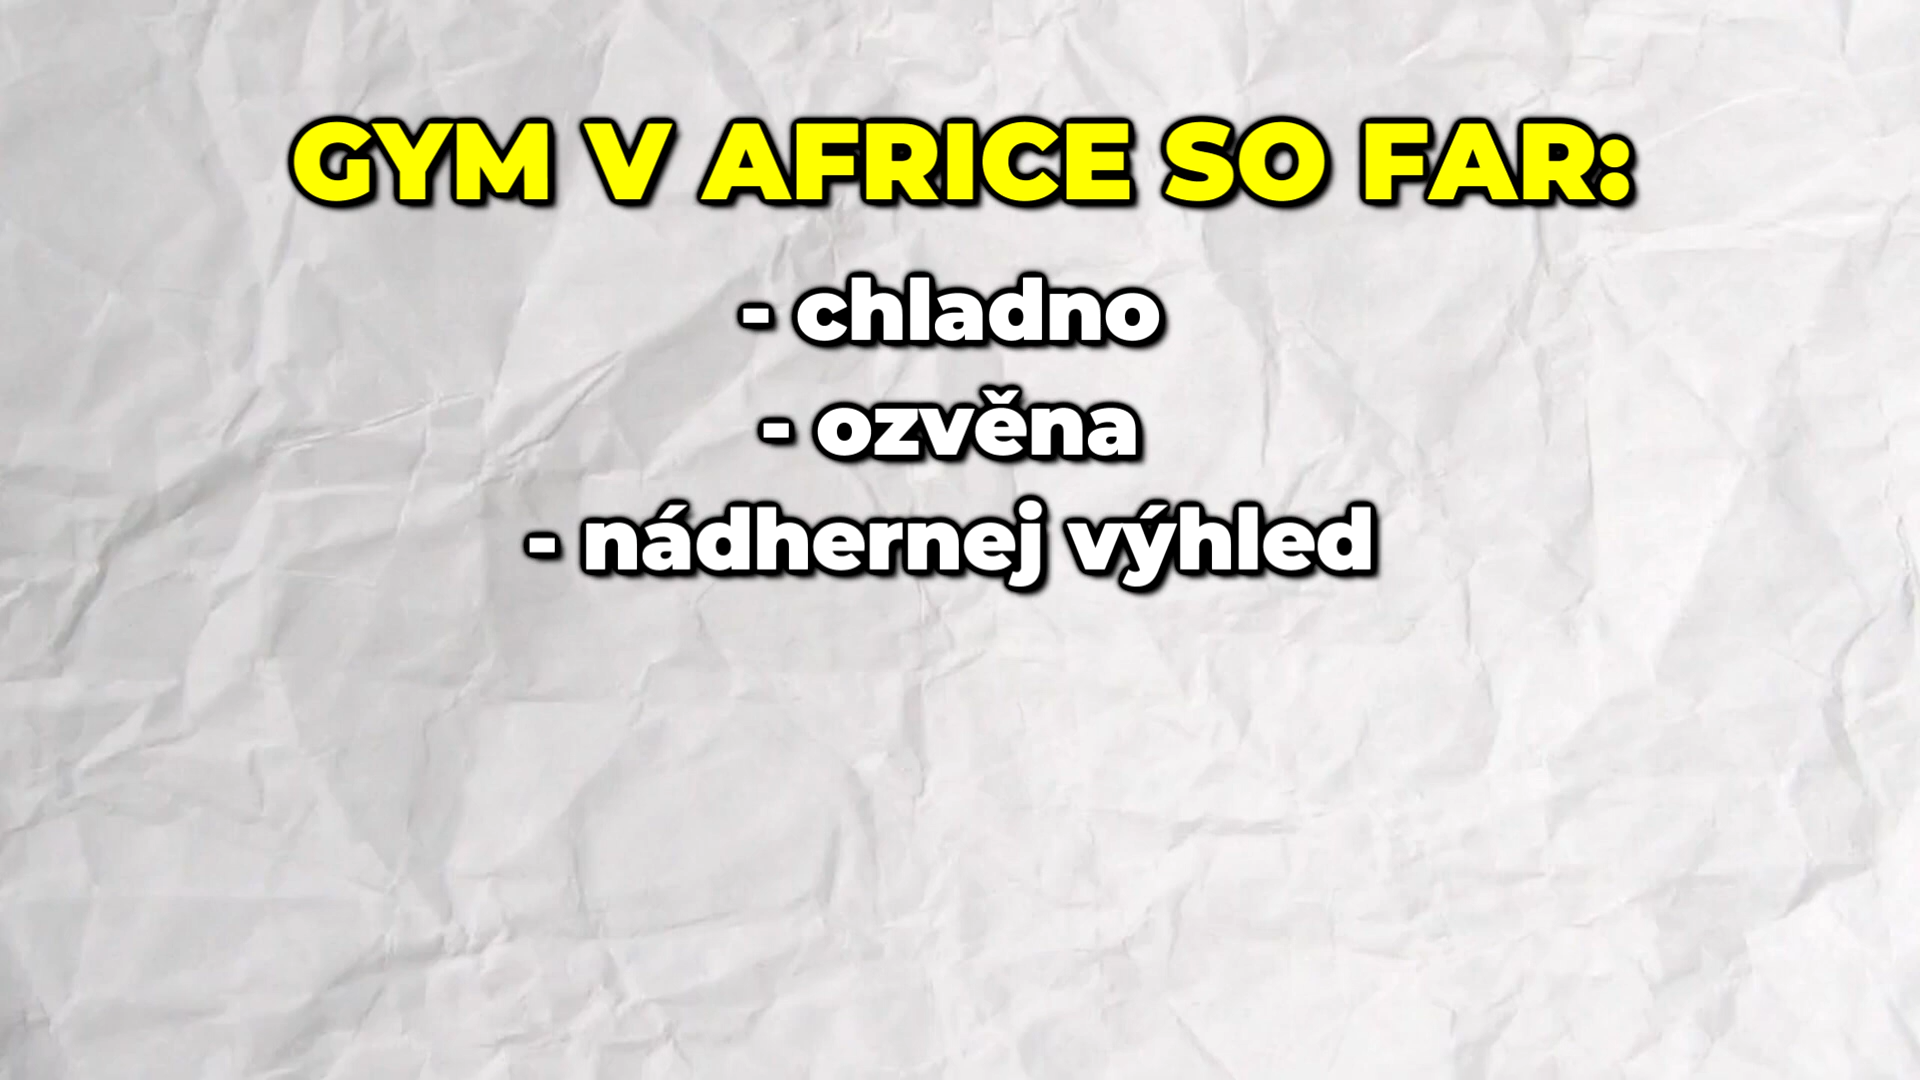 GYM V AFRICE SO FAR:
- chladno
- ozvěna
- nádhernej výhled